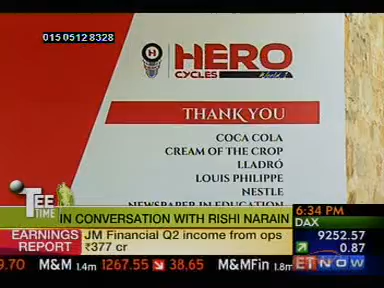 015 0512 8328
HERO
CYCLES
World 1
THANK YOU
COCA COLA
CREAM OF THE CROP
LLADRÓ
LOUIS PHILIPPE
NESTLE
NEWSPAPER IN EDUCATION
TEE
TIME
IN CONVERSATION WITH RISHI NARAIN
6:34 PM
DAX
EARNINGS
REPORT
JM Financial Q2 income from ops
₹377 cr
9252.57
0.87
9.70 M&M 1.4m 1267.55 38.65 M&MFin 1.8m
ET NOW